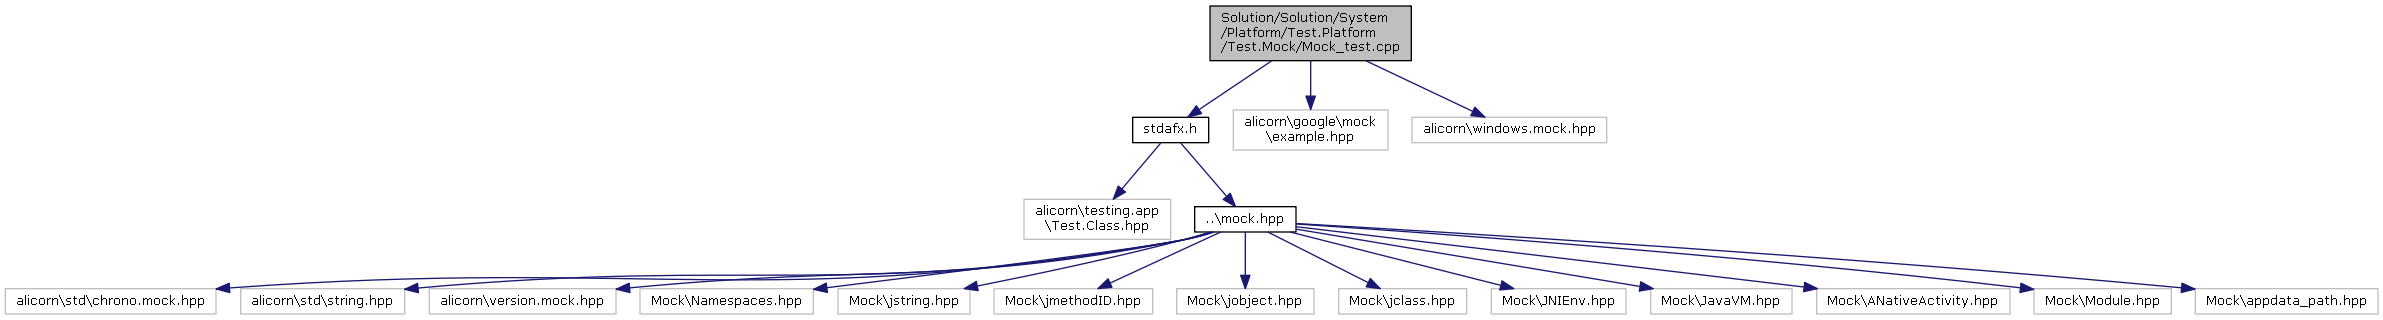 Solution/Solution/System
/Platform/Test.Platform
/Test.Mock/Mock_test.cpp
stdafx.h
alicorn\google\mock
\example.hpp
alicorn\windows.mock.hpp
alicorn\testing.app
\Test.Class.hpp
..\mock.hpp
alicorn\std\chrono.mock.hpp
alicorn\std\string.hpp
alicorn\version.mock.hpp
Mock\Namespaces.hpp
Mock\jstring.hpp
Mock\jmethodID.hpp
Mock\jobject.hpp
Mock\jclass.hpp
Mock\JNIEnv.hpp
Mock\JavaVM.hpp
Mock\ANativeActivity.hpp
Mock\Module.hpp
Mock\appdata_path.hpp